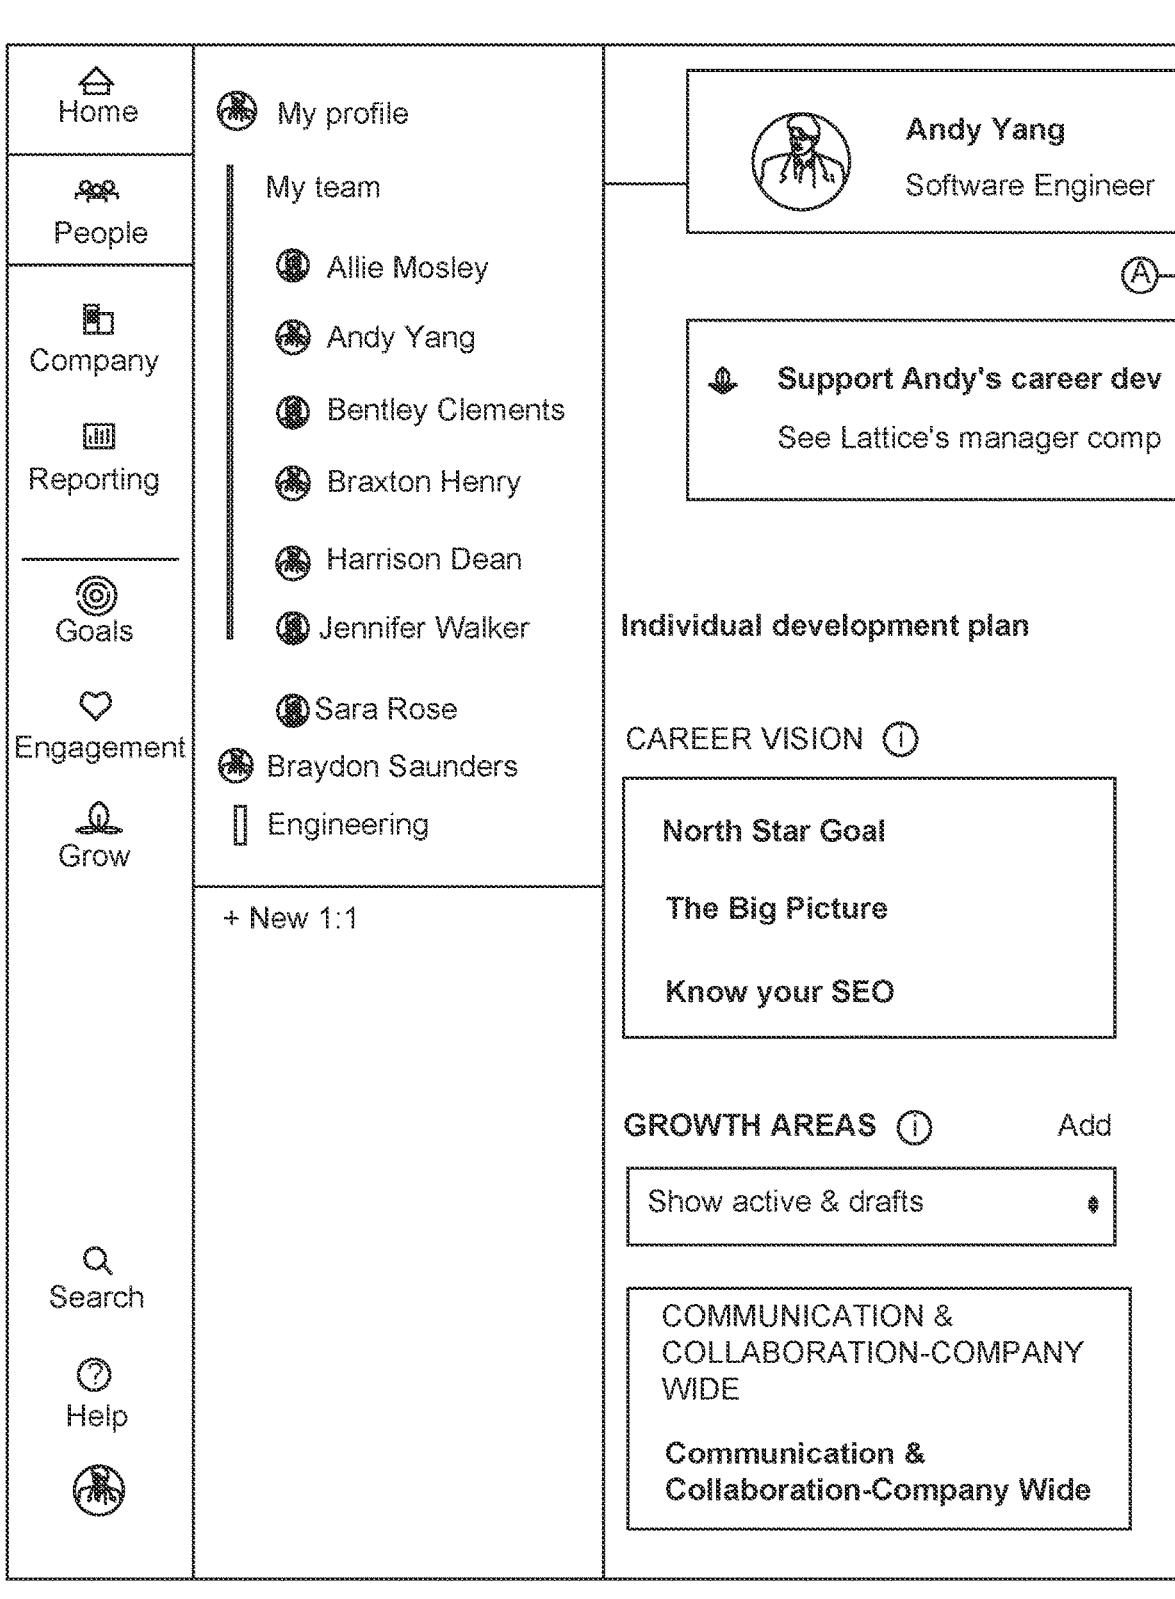 Home
People
Company
Reporting
Goals
Engagement
Grow
Search
Help
My profile
My team
Allie Mosley
Andy Yang
Bentley Clements
Braxton Henry
Harrison Dean
Jennifer Walker
Sara Rose
Braydon Saunders
Engineering
+ New 1:1
Andy Yang
Software Engineer
A
Support Andy's career dev
See Lattice's manager comp
Individual development plan
CAREER VISION i
North Star Goal
The Big Picture
Know your SEO
GROWTH AREAS i Add
Show active & drafts
COMMUNICATION &
COLLABORATION-COMPANY
WIDE
Communication &
Collaboration-Company Wide